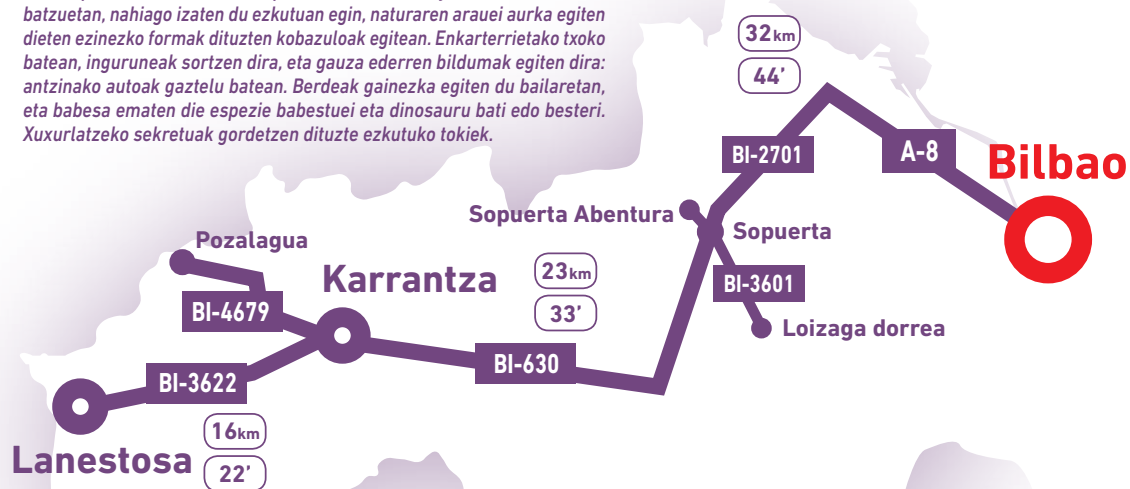 batzuetan, nahiago izaten du ezkutuan egin, naturaren arauei aurka egiten
dieten ezinezko formak dituzten kobazuloak egitean. Enkarterrietako txoko
batean, inguruneak sortzen dira, eta gauza ederren bildumak egiten dira:
antzinako autoak gaztelu batean. Berdeak gainezka egiten du bailaretan,
eta babesa ematen die espezie babestuei eta dinosauru bati edo besteri.
Xuxurlatzeko sekretuak gordetzen dituzte ezkutuko tokiek.
32km
44’
BI-2701
A-8
Bilbao
Sopuerta Abentura
Sopuerta
Pozalagua
Karrantza
23km
33’
BI-3601
BI-4679
Loizaga dorrea
BI-630
BI-3622
16km
22’
Lanestosa